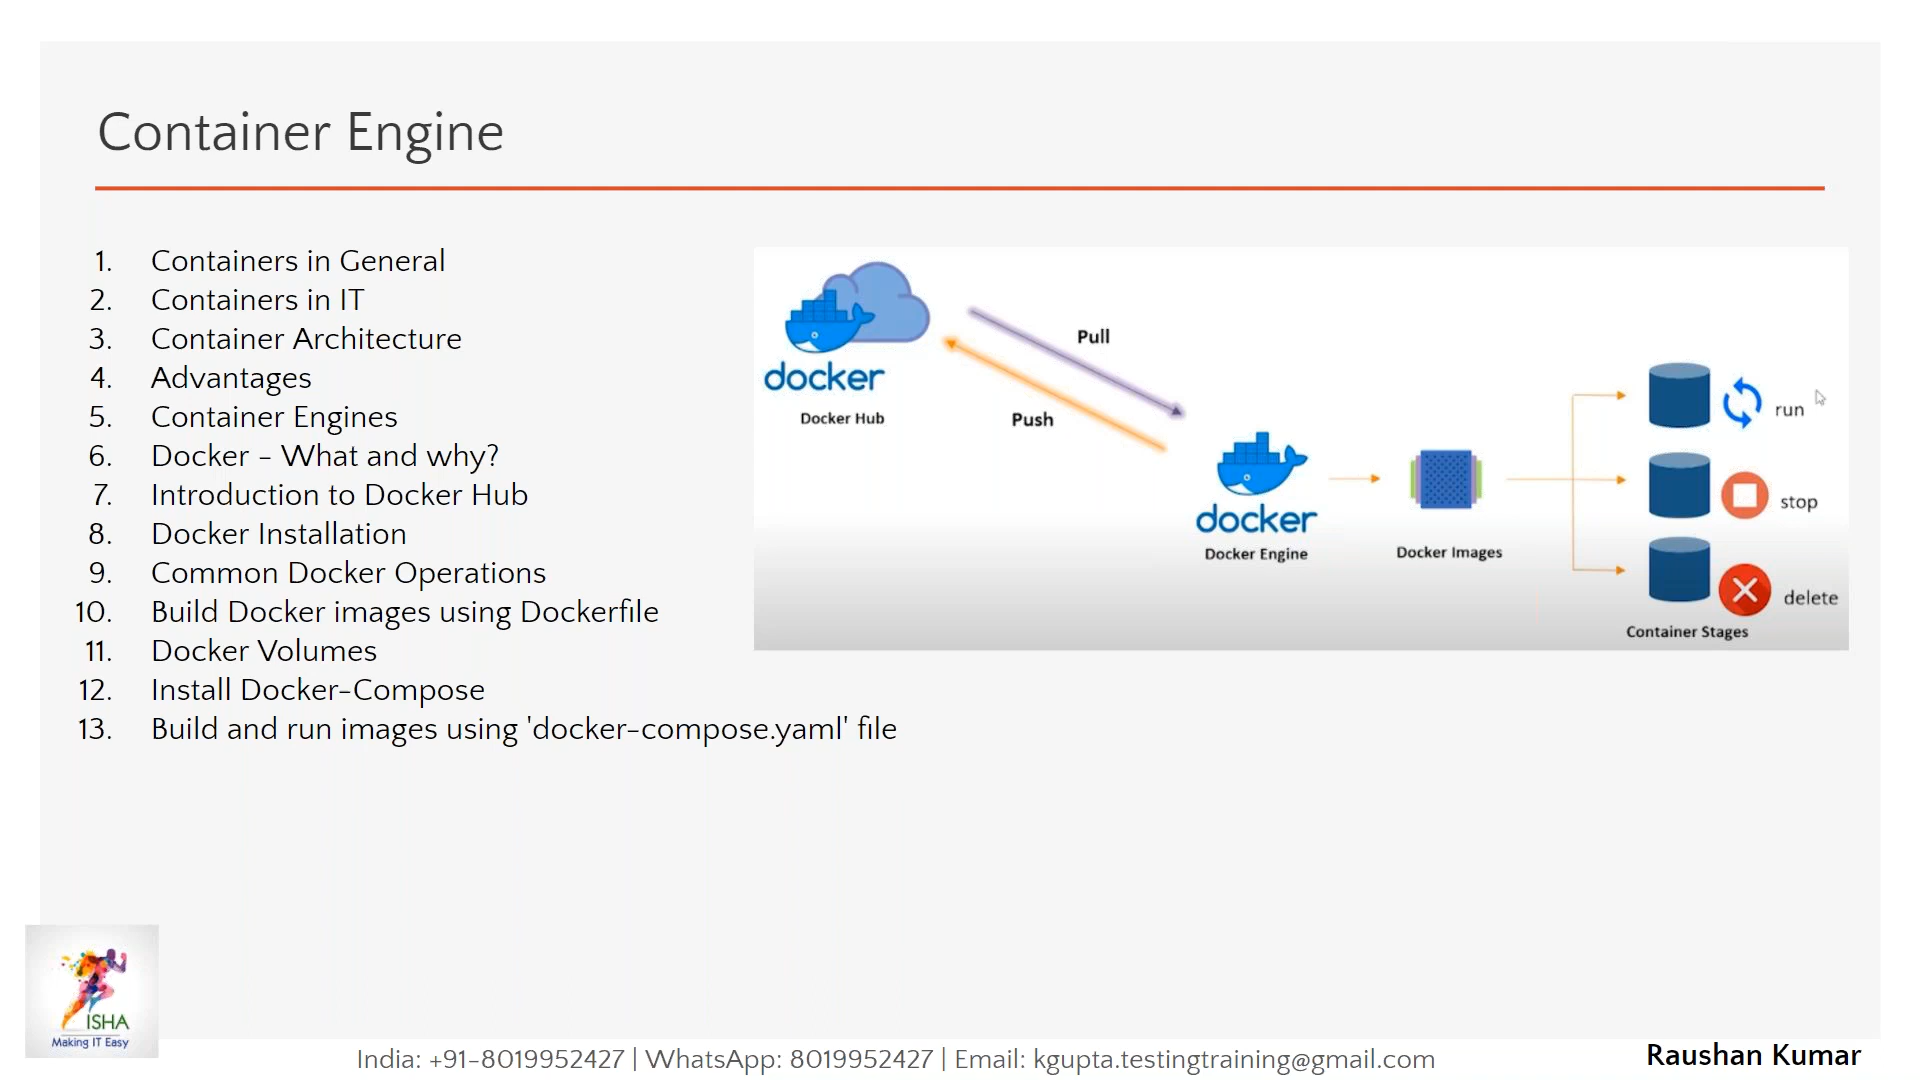 Container Engine
1. Containers in General
2. Containers in IT
3. Container Architecture
4. Advantages
5. Container Engines
6. Docker - What and why?
7. Introduction to Docker Hub
8. Docker Installation
9. Common Docker Operations
10. Build Docker images using Dockerfile
11. Docker Volumes
12. Install Docker-Compose
13. Build and run images using 'docker-compose.yaml' file
docker
Docker Hub
Pull
Push
docker
Docker Engine
Docker Images
run
stop
delete
Container Stages
ISHA
Making IT Easy
India: +91-8019952427 | WhatsApp: 8019952427 | Email: kgupta.testingtraining@gmail.com
Raushan Kumar